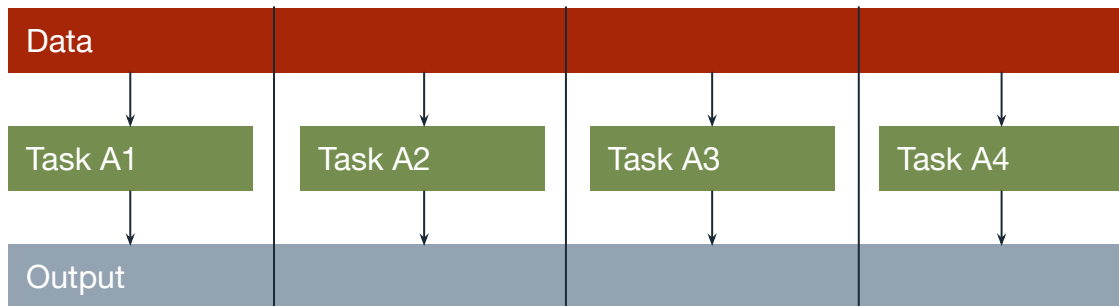 Data
Task A1
Task A2
Task A3
Task A4
Output